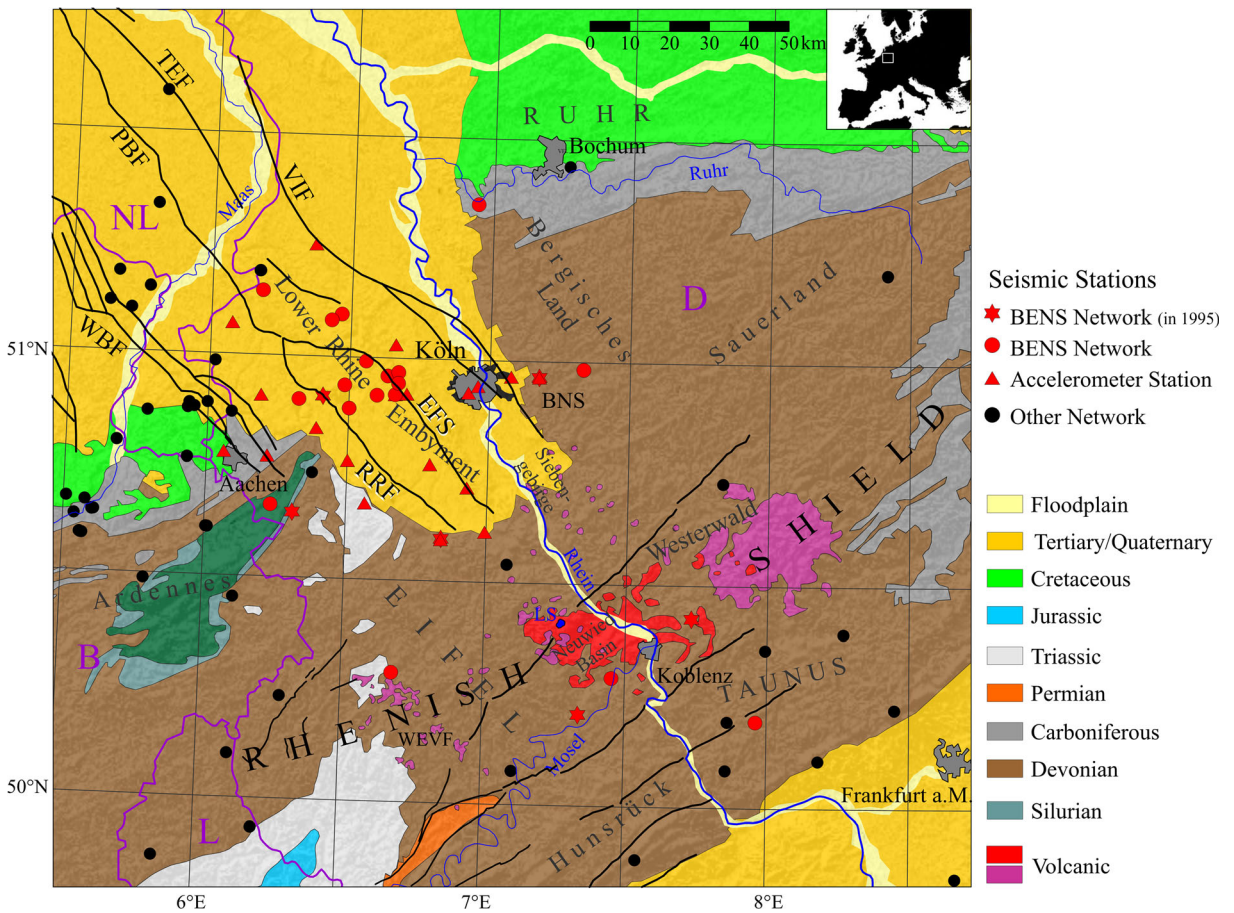 0 10 20 30 40 50 km
TEF
PBF
VIF
Maas
NL
WBF
R U H R
Bochum
Ruhr
Bergisches
Land
D
Sauerland
Lower Rhine
Embyment
Köln
BNS
EFS
RRF
Aachen
Sieben-
gebirge
Westerwald
S H I E L D
Ardennes
B
E I F E L
Rhein
LS
Neuwied
Basin
Koblenz
TAUNUS
R H E N I S H
WEVF
Mosel
Hunsrück
L
Frankfurt a.M.
51°N
50°N
6°E
7°E
8°E
Seismic Stations
BENS Network (in 1995)
BENS Network
Accelerometer Station
Other Network
Floodplain
Tertiary/Quaternary
Cretaceous
Jurassic
Triassic
Permian
Carboniferous
Devonian
Silurian
Volcanic